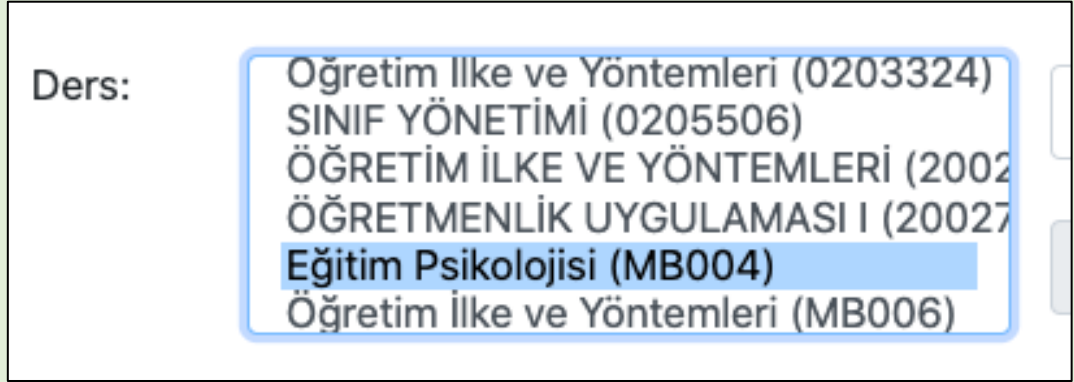 Ders:
Öğretim İlke ve Yöntemleri (0203324)
SINIF YÖNETİMİ (0205506)
ÖĞRETİM İLKE VE YÖNTEMLERİ (2002
ÖĞRETMENLİK UYGULAMASI I (20027
Eğitim Psikolojisi (MB004)
Öğretim İlke ve Yöntemleri (MB006)